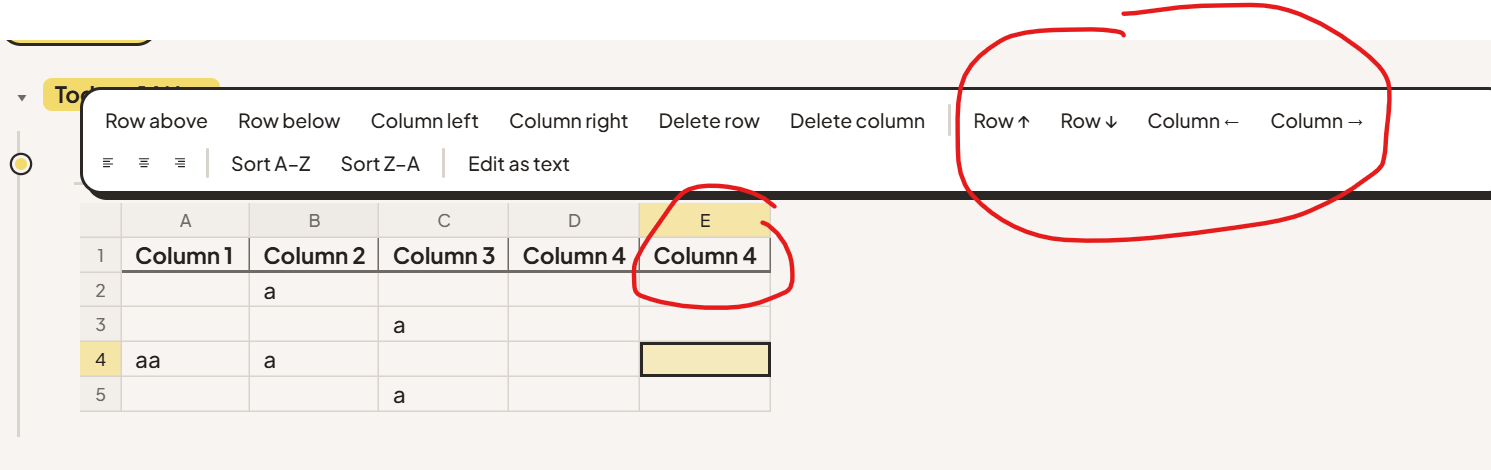 Row above Row below Column left Column right Delete row Delete column Row ↑ Row ↓ Column ← Column →
Sort A–Z Sort Z–A Edit as text
A B C D E
1 Column 1 Column 2 Column 3 Column 4 Column 4
2 a
3 a
4 aa a
5 a